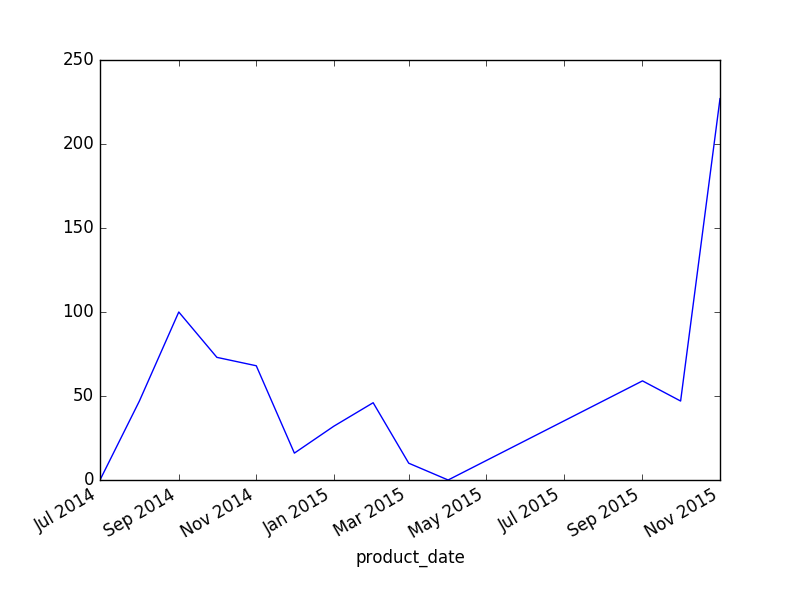 250
200
150
100
50
0
Jul 2014
Sep 2014
Nov 2014
Jan 2015
Mar 2015
May 2015
Jul 2015
Sep 2015
Nov 2015
product_date